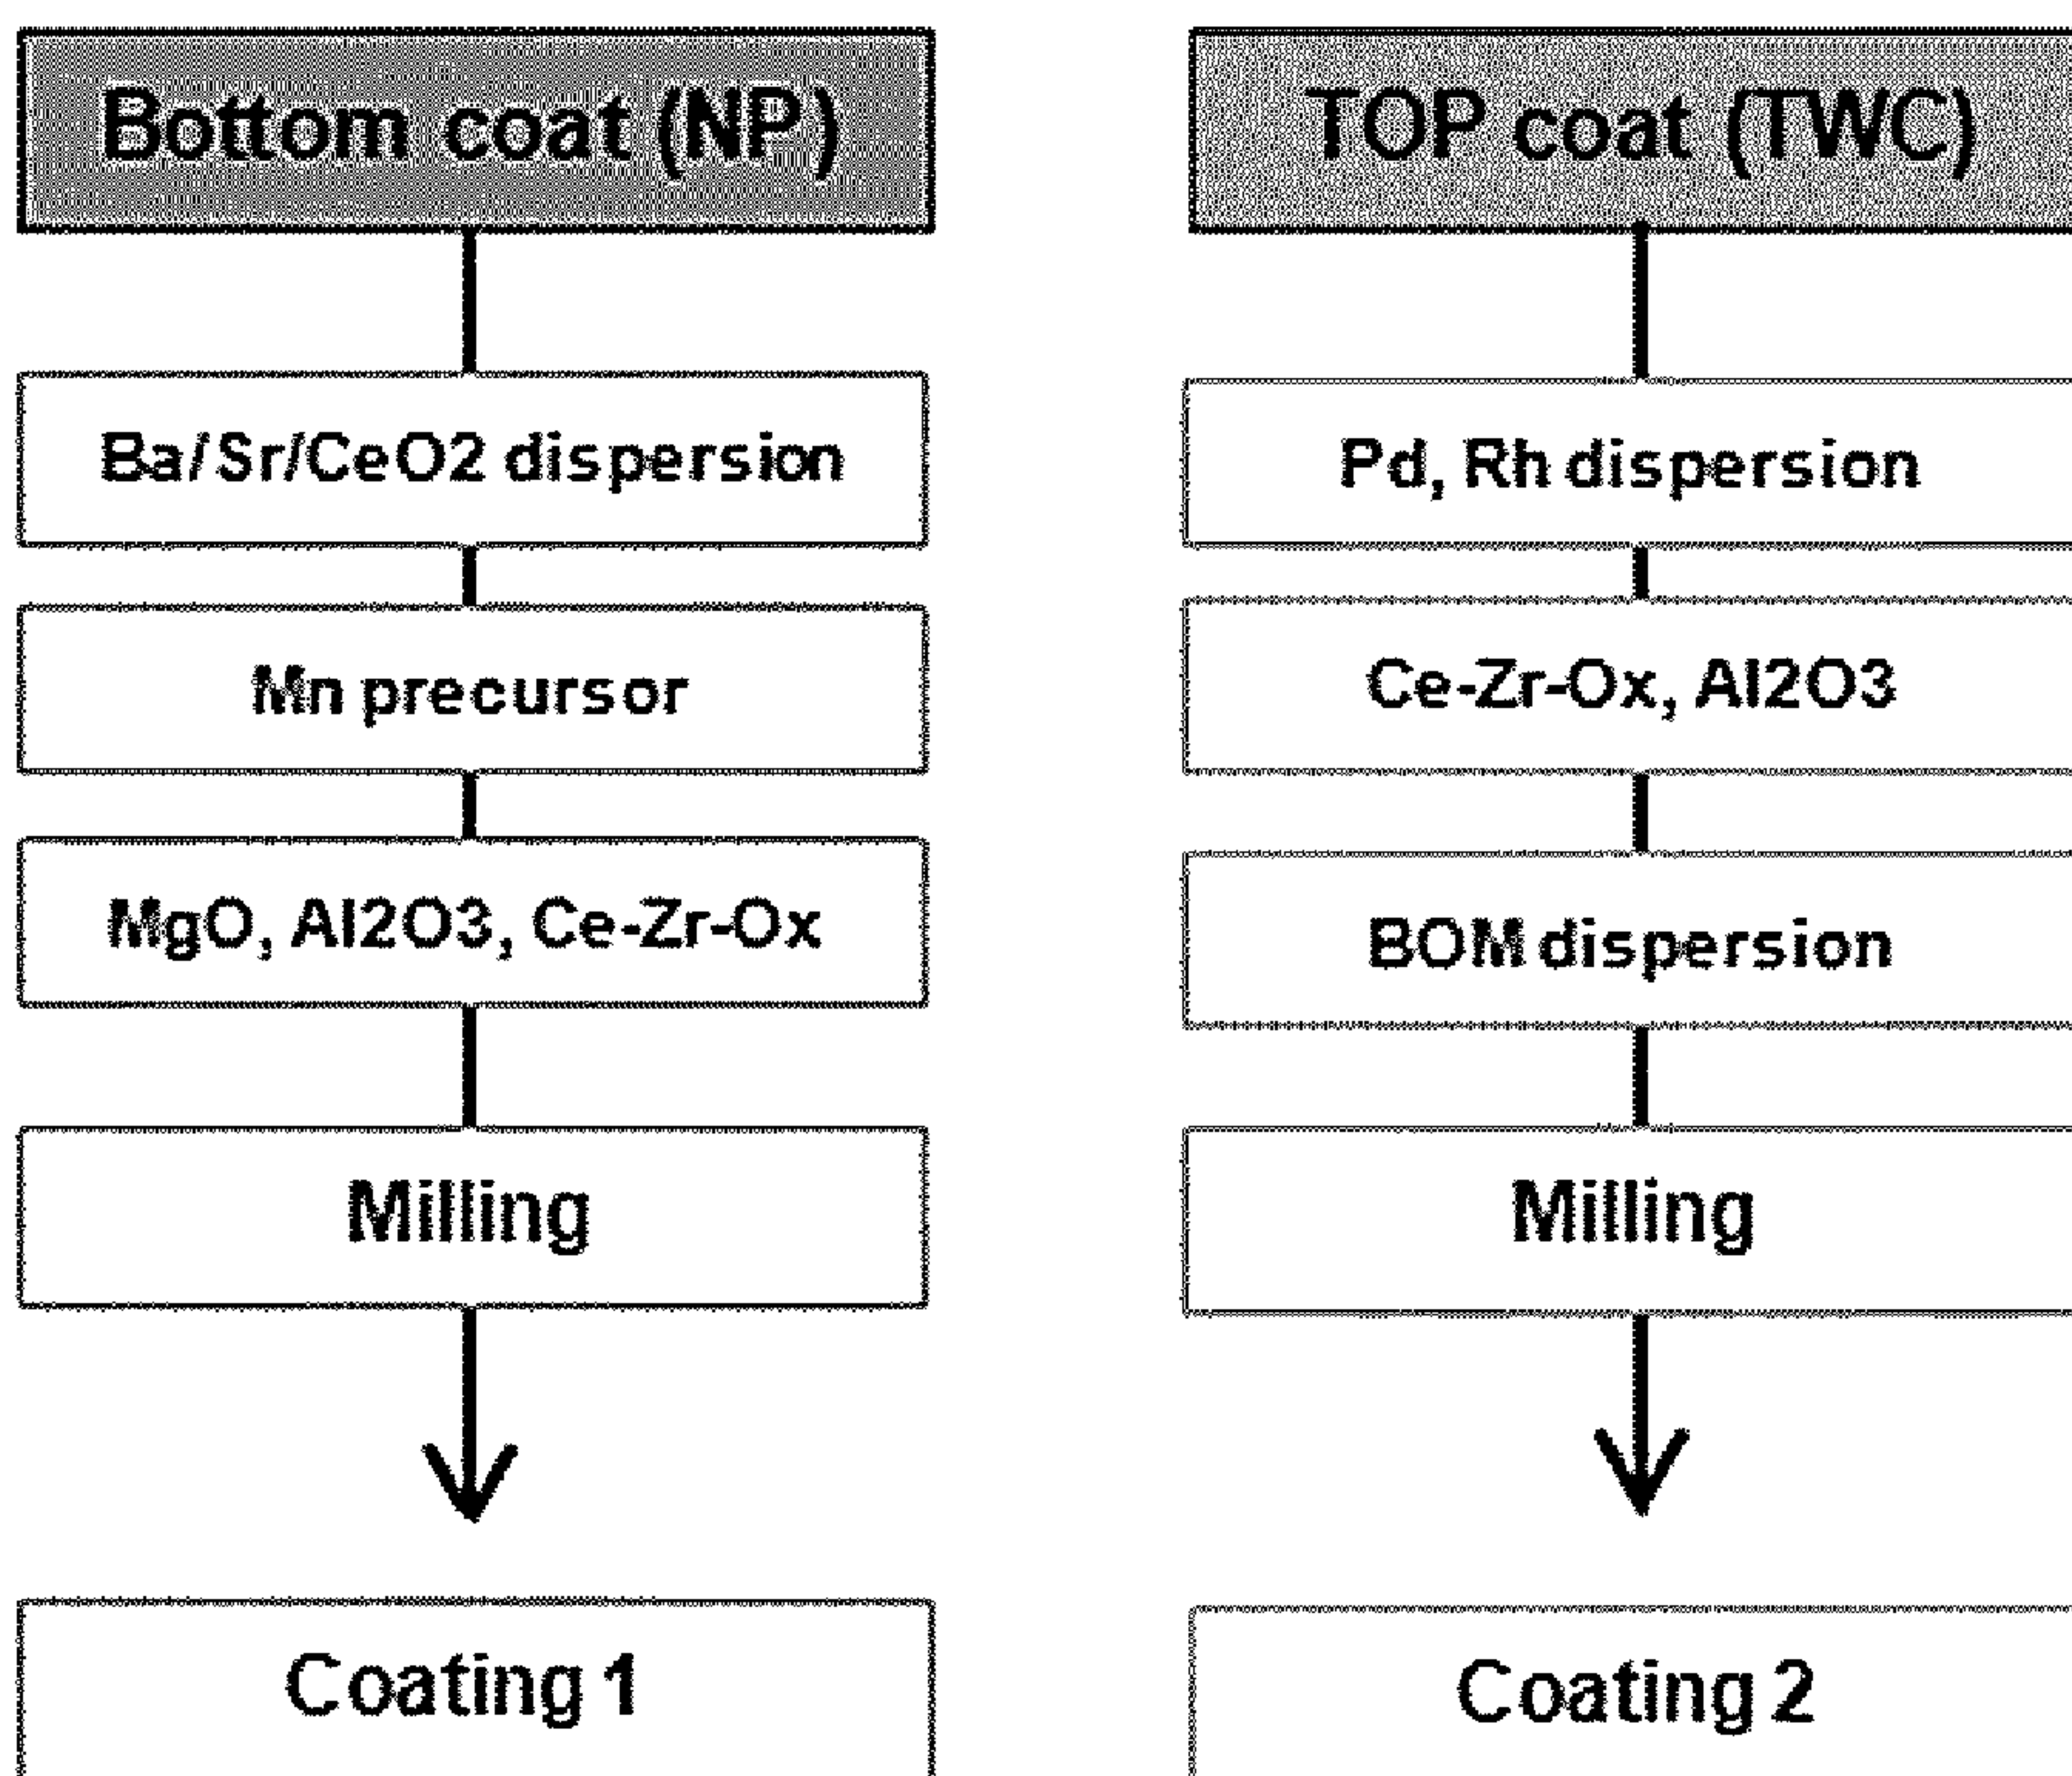 Bottom coat (NP)
Ba/Sr/CeO2 dispersion
Mn precursor
MgO, Al2O3, Ce-Zr-Ox
Milling
Coating 1
TOP coat (TWC)
Pd, Rh dispersion
Ce-Zr-Ox, Al2O3
BOM dispersion
Milling
Coating 2